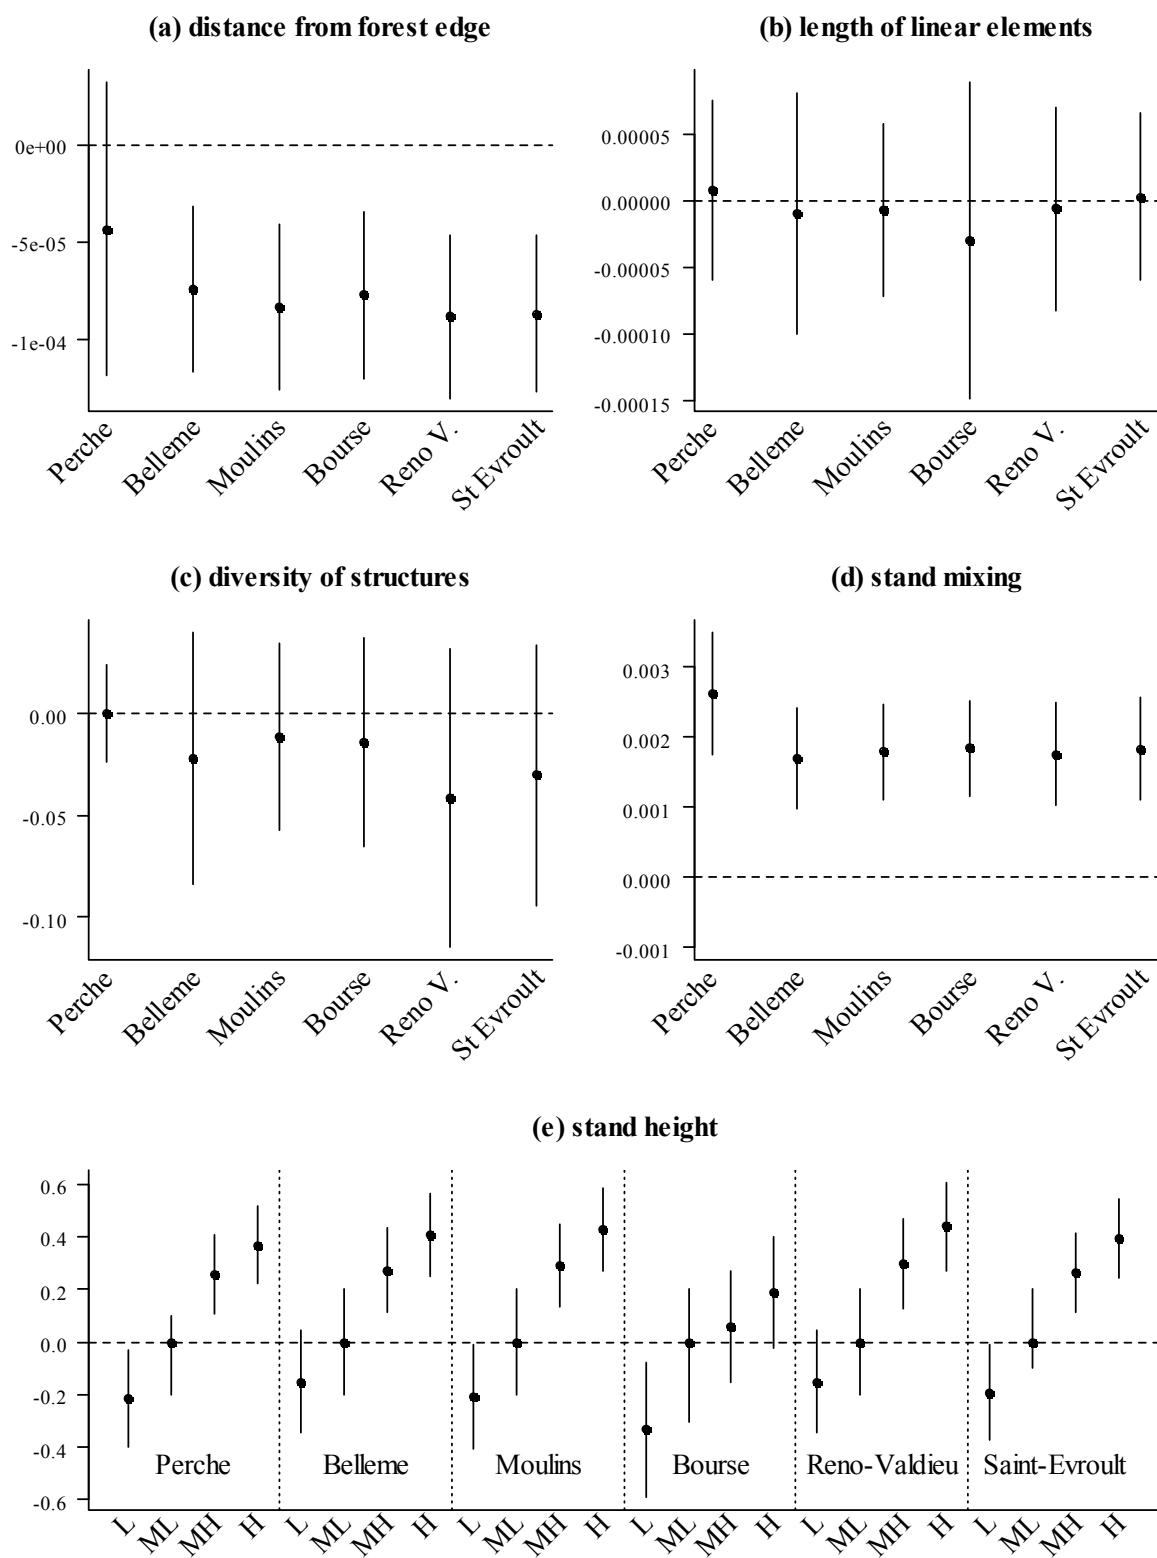 (a) distance from forest edge
(b) length of linear elements
0e+00
-5e-05
-1e-04
Perche
Belleme
Moulins
Bourse
Reno V.
St Evroult
0.00005
0.00000
-0.00005
-0.00010
-0.00015
Perche
Belleme
Moulins
Bourse
Reno V.
St Evroult
(c) diversity of structures
(d) stand mixing
0.00
-0.05
-0.10
Perche
Belleme
Moulins
Bourse
Reno V.
St Evroult
0.003
0.002
0.001
0.000
-0.001
Perche
Belleme
Moulins
Bourse
Reno V.
St Evroult
(e) stand height
0.6
0.4
0.2
0.0
-0.2
-0.4
-0.6
Perche Belleme Moulins Bourse Reno-Valdieu Saint-Evroult
L ML MH H L ML MH H L ML MH H L ML MH H L ML MH H L ML MH H